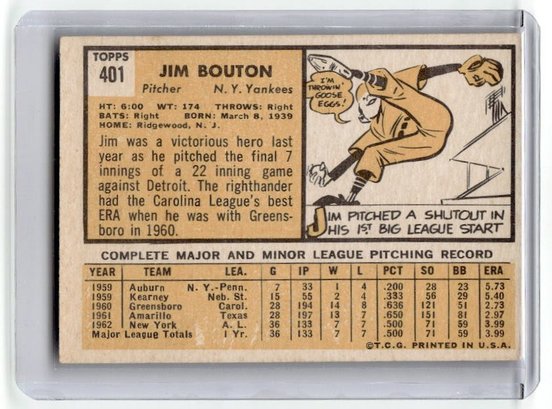 TOPPS
401
JIM BOUTON
Pitcher N. Y. Yankees
HT: 6:00 WT: 174 THROWS: Right
BATS: Right BORN: March 8, 1939
HOME: Ridgewood, N. J.
Jim was a victorious hero last
year as he pitched the final 7
innings of a 22 inning game
against Detroit. The righthander
had the Carolina League's best
ERA when he was with Greens-
boro in 1960.
I'M
THROWIN'
GOOSE
EGGS!
JIM PITCHED A SHUTOUT IN
HIS 1ST BIG LEAGUE START
COMPLETE MAJOR AND MINOR LEAGUE PITCHING RECORD
YEAR TEAM LEA. G IP W L PCT SO BB ERA
1959 Auburn N. Y.-Penn. 7 33 1 4 .200 23 24 5.73
1959 Kearney Neb. St. 15 55 2 4 .333 56 29 5.40
1960 Greensboro Carol. 28 194 14 8 .636 121 51 2.73
1961 Amarillo Texas 28 197 13 7 .650 151 81 2.97
1962 New York A. L. 36 133 7 7 .500 71 59 3.99
Major League Totals 1 Yr. 36 133 7 7 .500 71 59 3.99
©T.C.G. PRINTED IN U.S.A.